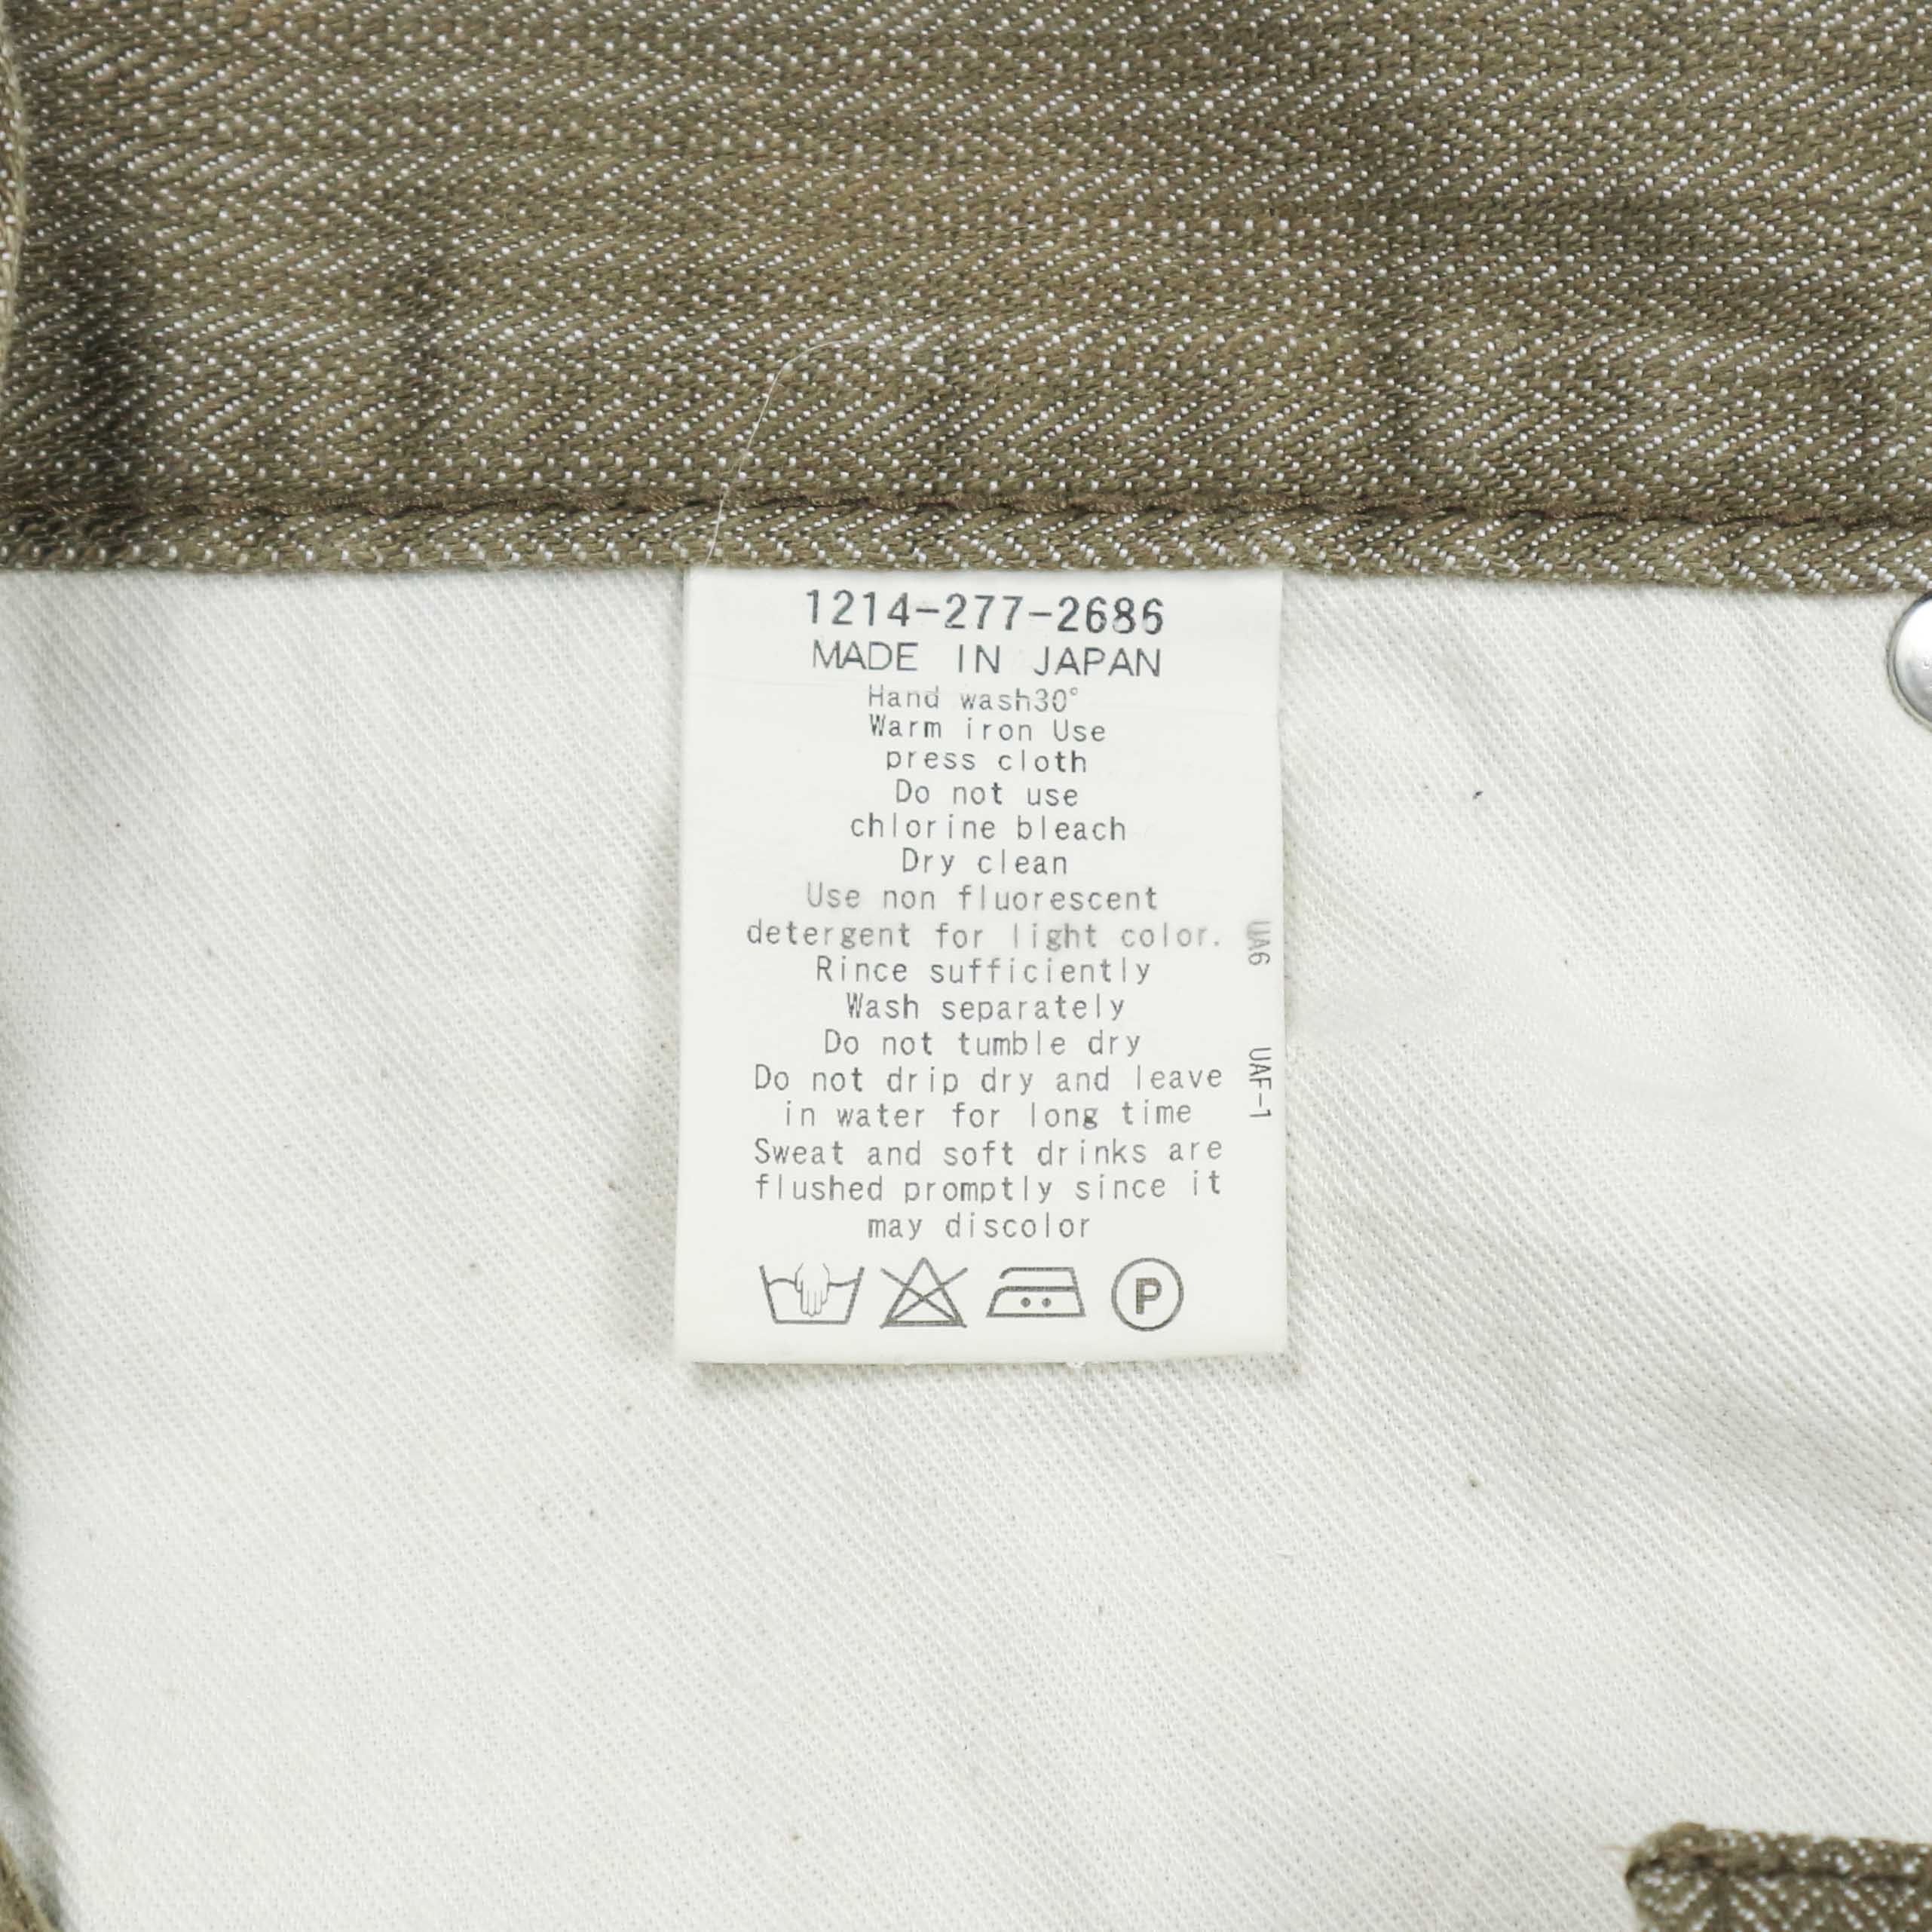 1214-277-2686
MADE IN JAPAN
Hand wash30°
Warm iron Use
press cloth
Do not use
chlorine bleach
Dry clean
Use non fluorescent
detergent for light color.
Rince sufficiently
Wash separately
Do not tumble dry
Do not drip dry and leave
in water for long time
Sweat and soft drinks are
flushed promptly since it
may discolor
P
UA6
UAF-1